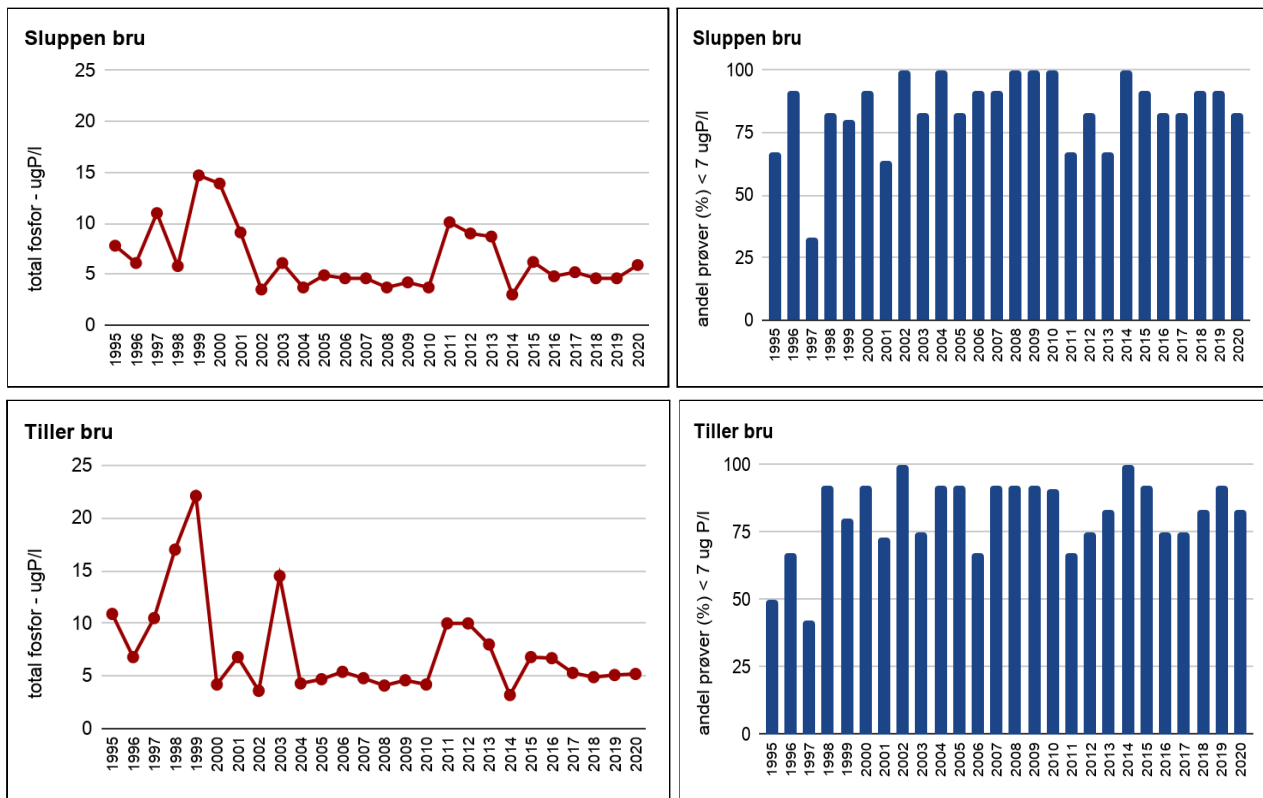 Sluppen bru
total fosfor - ugP/l
25
20
15
10
5
0
1995 1996 1997 1998 1999 2000 2001 2002 2003 2004 2005 2006 2007 2008 2009 2010 2011 2012 2013 2014 2015 2016 2017 2018 2019 2020
Sluppen bru
andel prøver (%) < 7 ugP/l
100
75
50
25
0
1995 1996 1997 1998 1999 2000 2001 2002 2003 2004 2005 2006 2007 2008 2009 2010 2011 2012 2013 2014 2015 2016 2017 2018 2019 2020
Tiller bru
total fosfor - ugP/l
25
20
15
10
5
0
1995 1996 1997 1998 1999 2000 2001 2002 2003 2004 2005 2006 2007 2008 2009 2010 2011 2012 2013 2014 2015 2016 2017 2018 2019 2020
Tiller bru
andel prøver (%) < 7 ug P/l
100
75
50
25
0
1995 1996 1997 1998 1999 2000 2001 2002 2003 2004 2005 2006 2007 2008 2009 2010 2011 2012 2013 2014 2015 2016 2017 2018 2019 2020